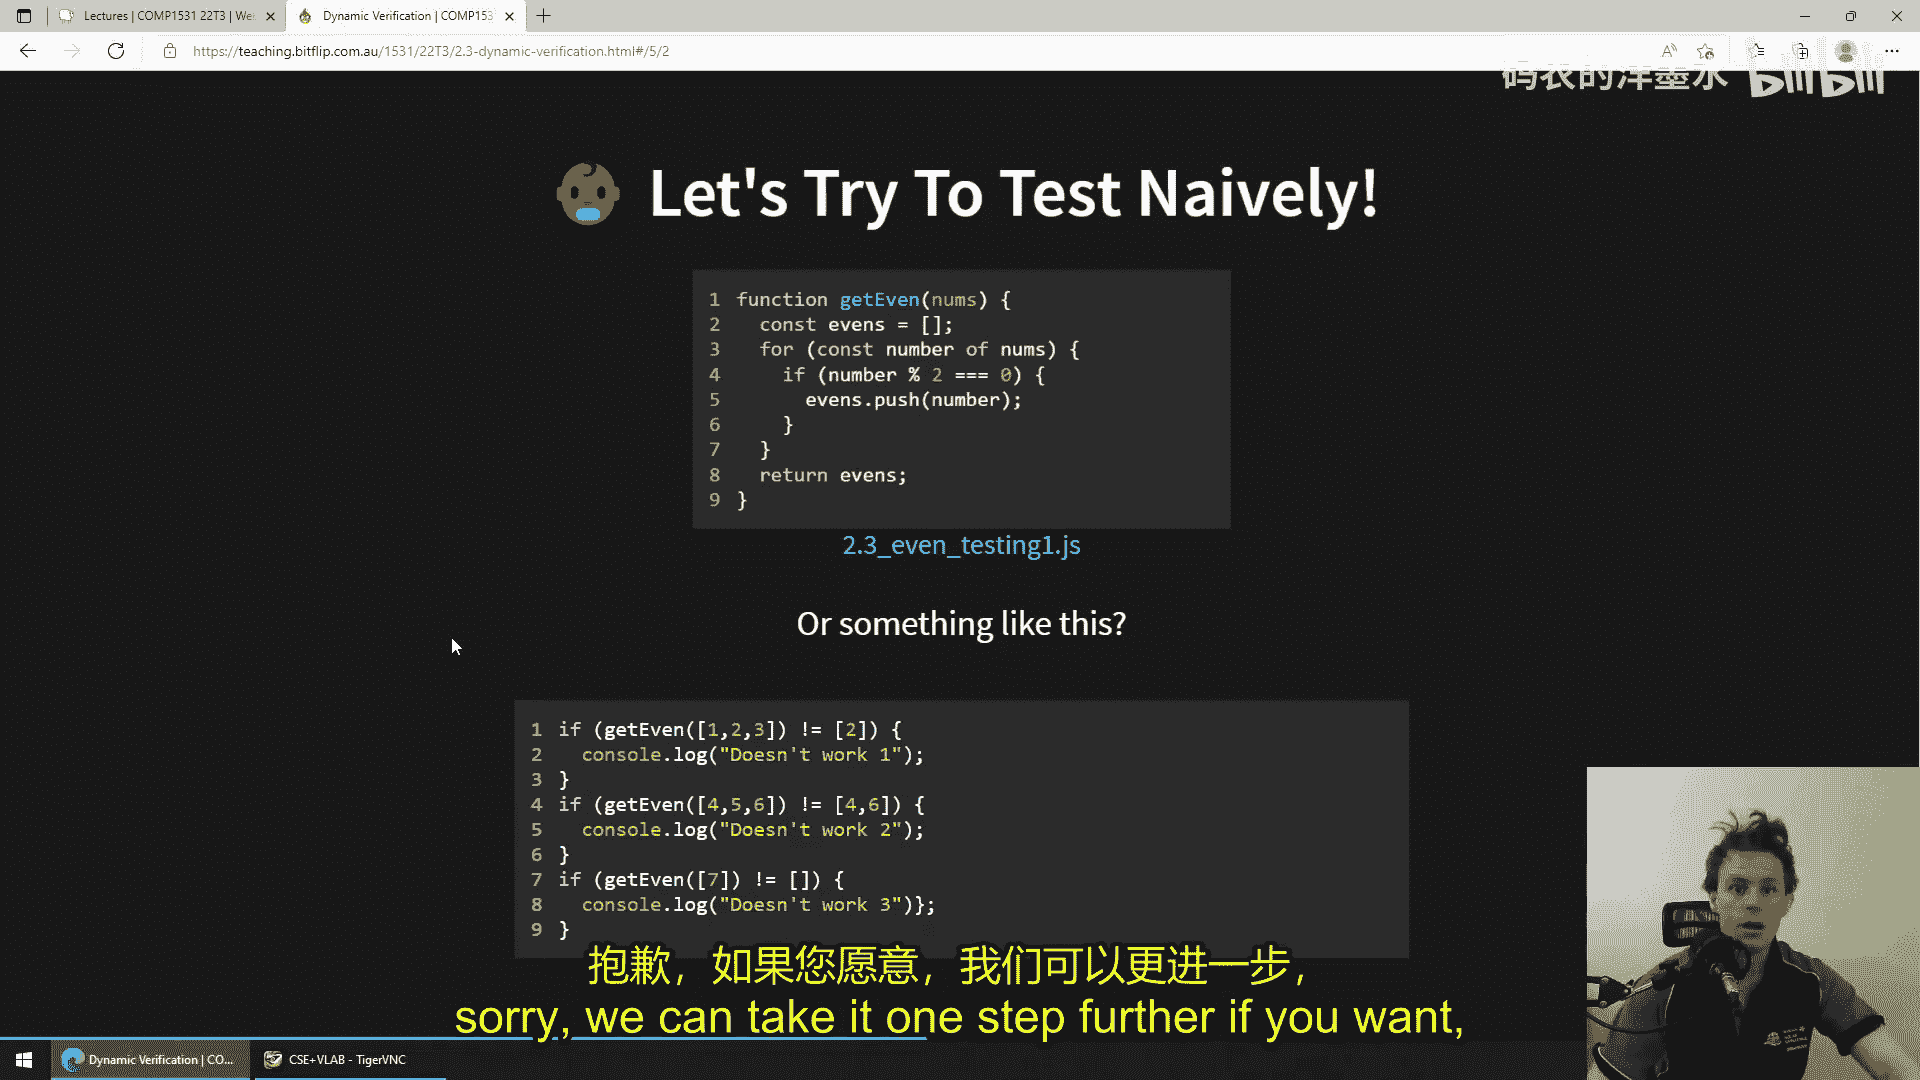 Lectures | COMP1531 22T3 | We
Dynamic Verification | COMP153
https://teaching.bitflip.com.au/1531/22T3/2.3-dynamic-verification.html#/5/2
码农的洋墨水 bilibili
Let's Try To Test Naively!
1 function getEven(nums) {
2   const evens = [];
3   for (const number of nums) {
4     if (number % 2 === 0) {
5       evens.push(number);
6     }
7   }
8   return evens;
9 }
2.3_even_testing1.js
Or something like this?
1 if (getEven([1,2,3]) != [2]) {
2   console.log("Doesn't work 1");
3 }
4 if (getEven([4,5,6]) != [4,6]) {
5   console.log("Doesn't work 2");
6 }
7 if (getEven([7]) != []) {
8   console.log("Doesn't work 3")};
9 }
抱歉，如果您愿意，我们可以更进一步，
sorry, we can take it one step further if you want,
Dynamic Verification | CO...
CSE+VLAB - TigerVNC